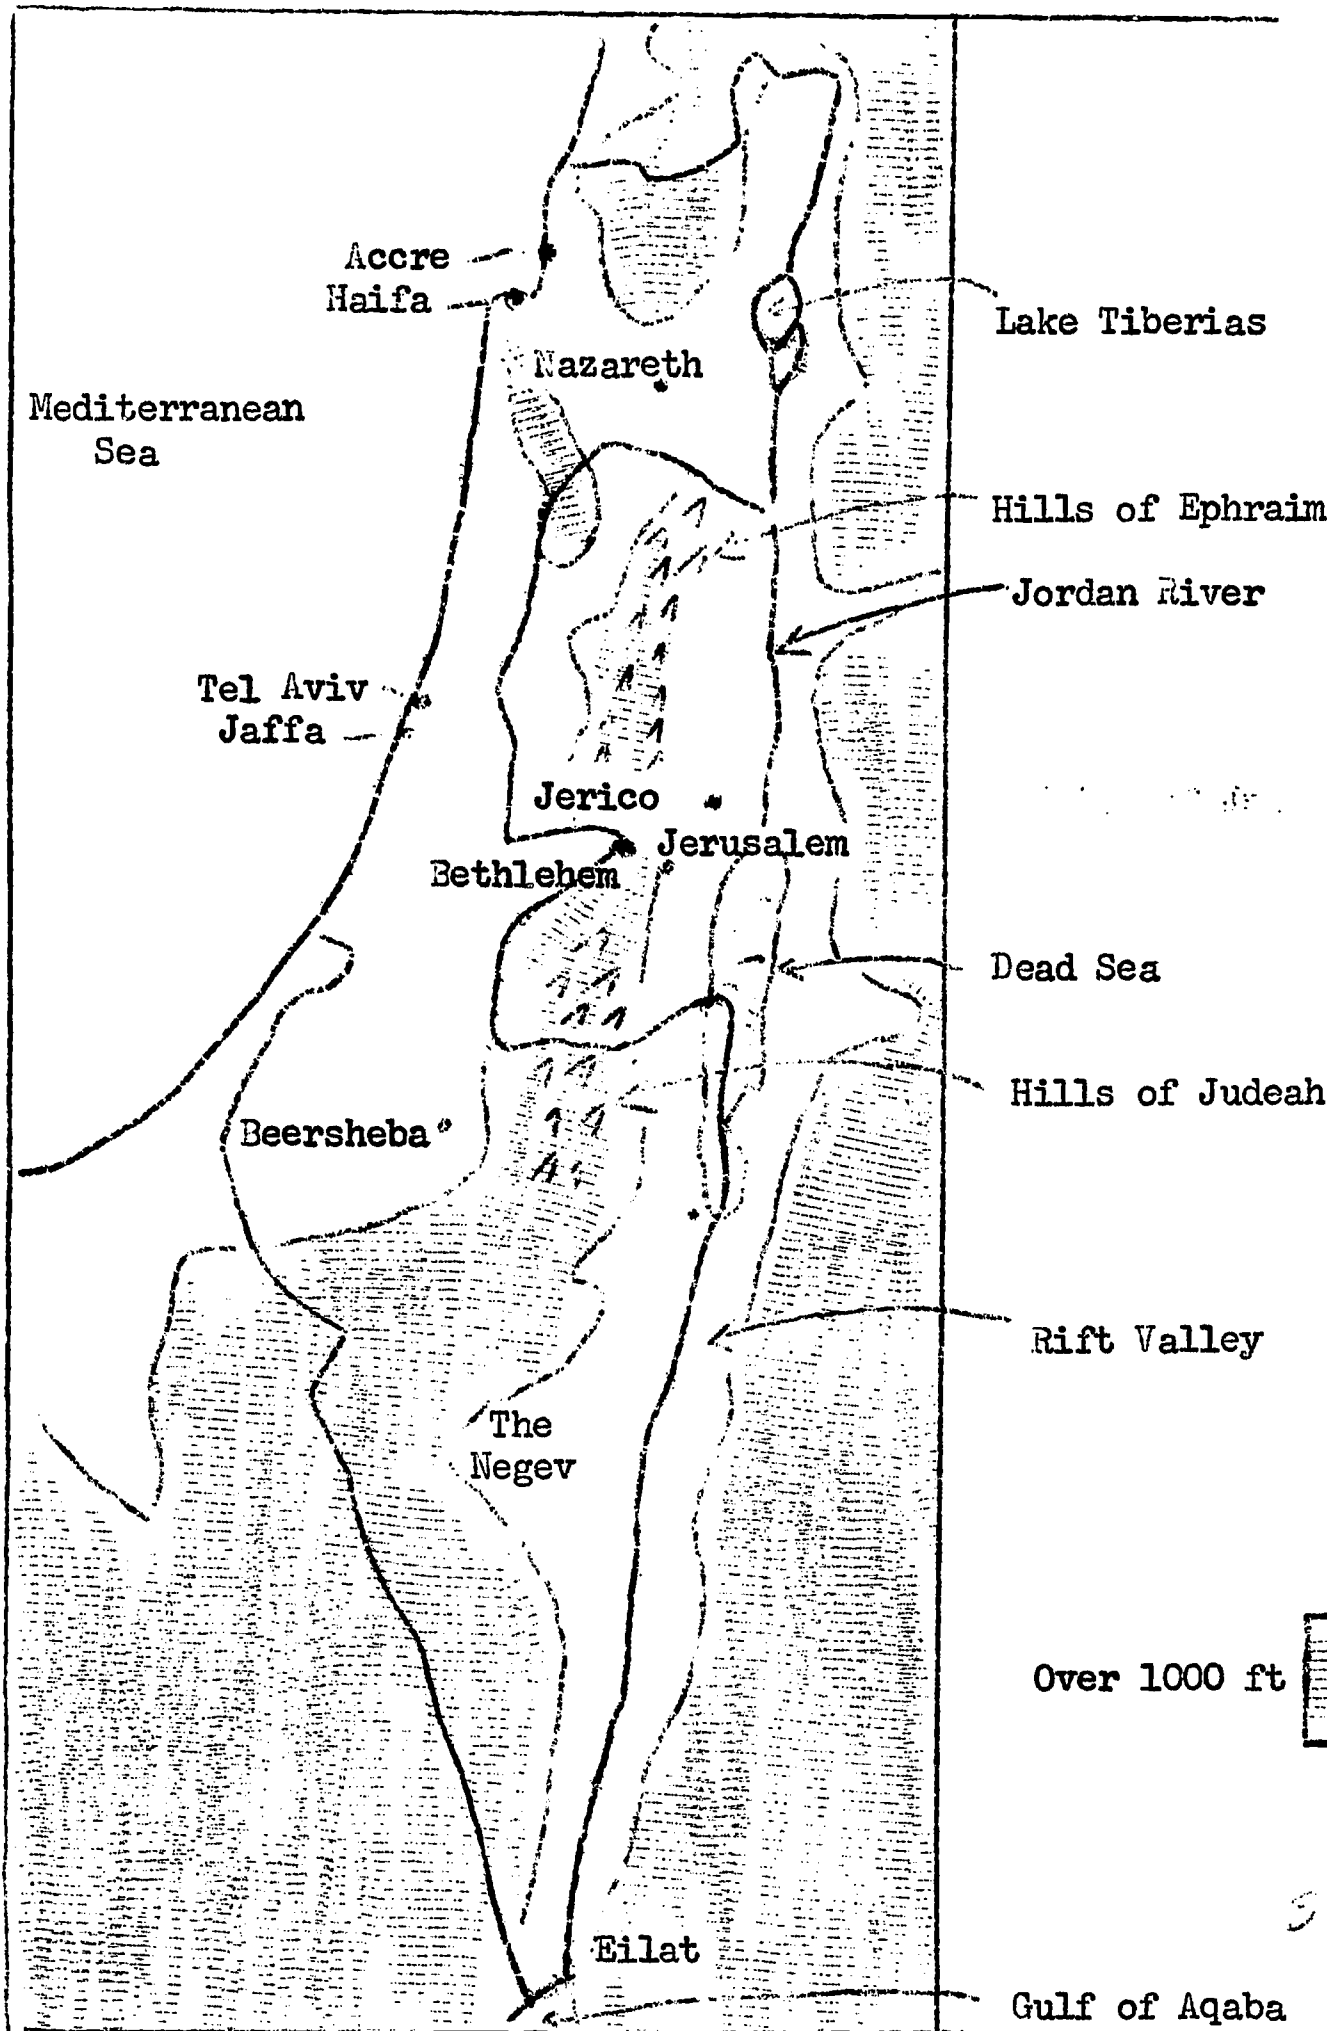 Accre
Haifa
Lake Tiberias
Nazareth
Mediterranean
Sea
Hills of Ephraim
Jordan River
Tel Aviv
Jaffa
Jerico
Jerusalem
Bethlehem
Dead Sea
Hills of Judeah
Beersheba
Rift Valley
The
Negev
Over 1000 ft
Eilat
Gulf of Aqaba